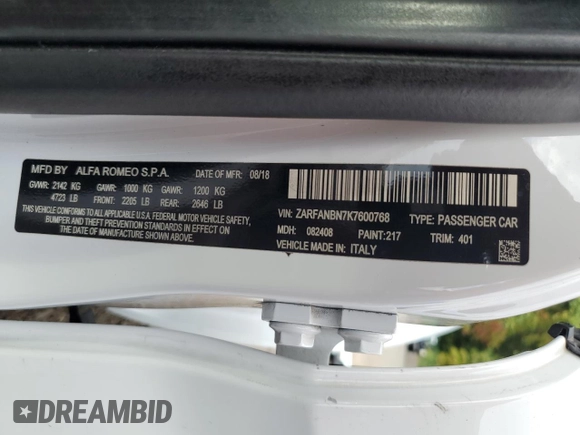 MFD BY ALFA ROMEO S.P.A. DATE OF MFR: 08/18
GVWR: 2142 KG GAWR: 1000 KG GAWR: 1200 KG
4723 LB FRONT: 2205 LB REAR: 2646 LB
THIS VEHICLE CONFORMS TO ALL APPLICABLE U.S.A. FEDERAL MOTOR VEHICLE SAFETY,
BUMPER AND THEFT PREVENTION STANDARDS IN EFFECT ON
THE DATE OF MANUFACTURE SHOWN ABOVE.
VIN: ZARFANBN7K7600768 TYPE: PASSENGER CAR
MDH: 082408 PAINT: 217 TRIM: 401
VEHICLE MADE IN: ITALY
DREAMBID